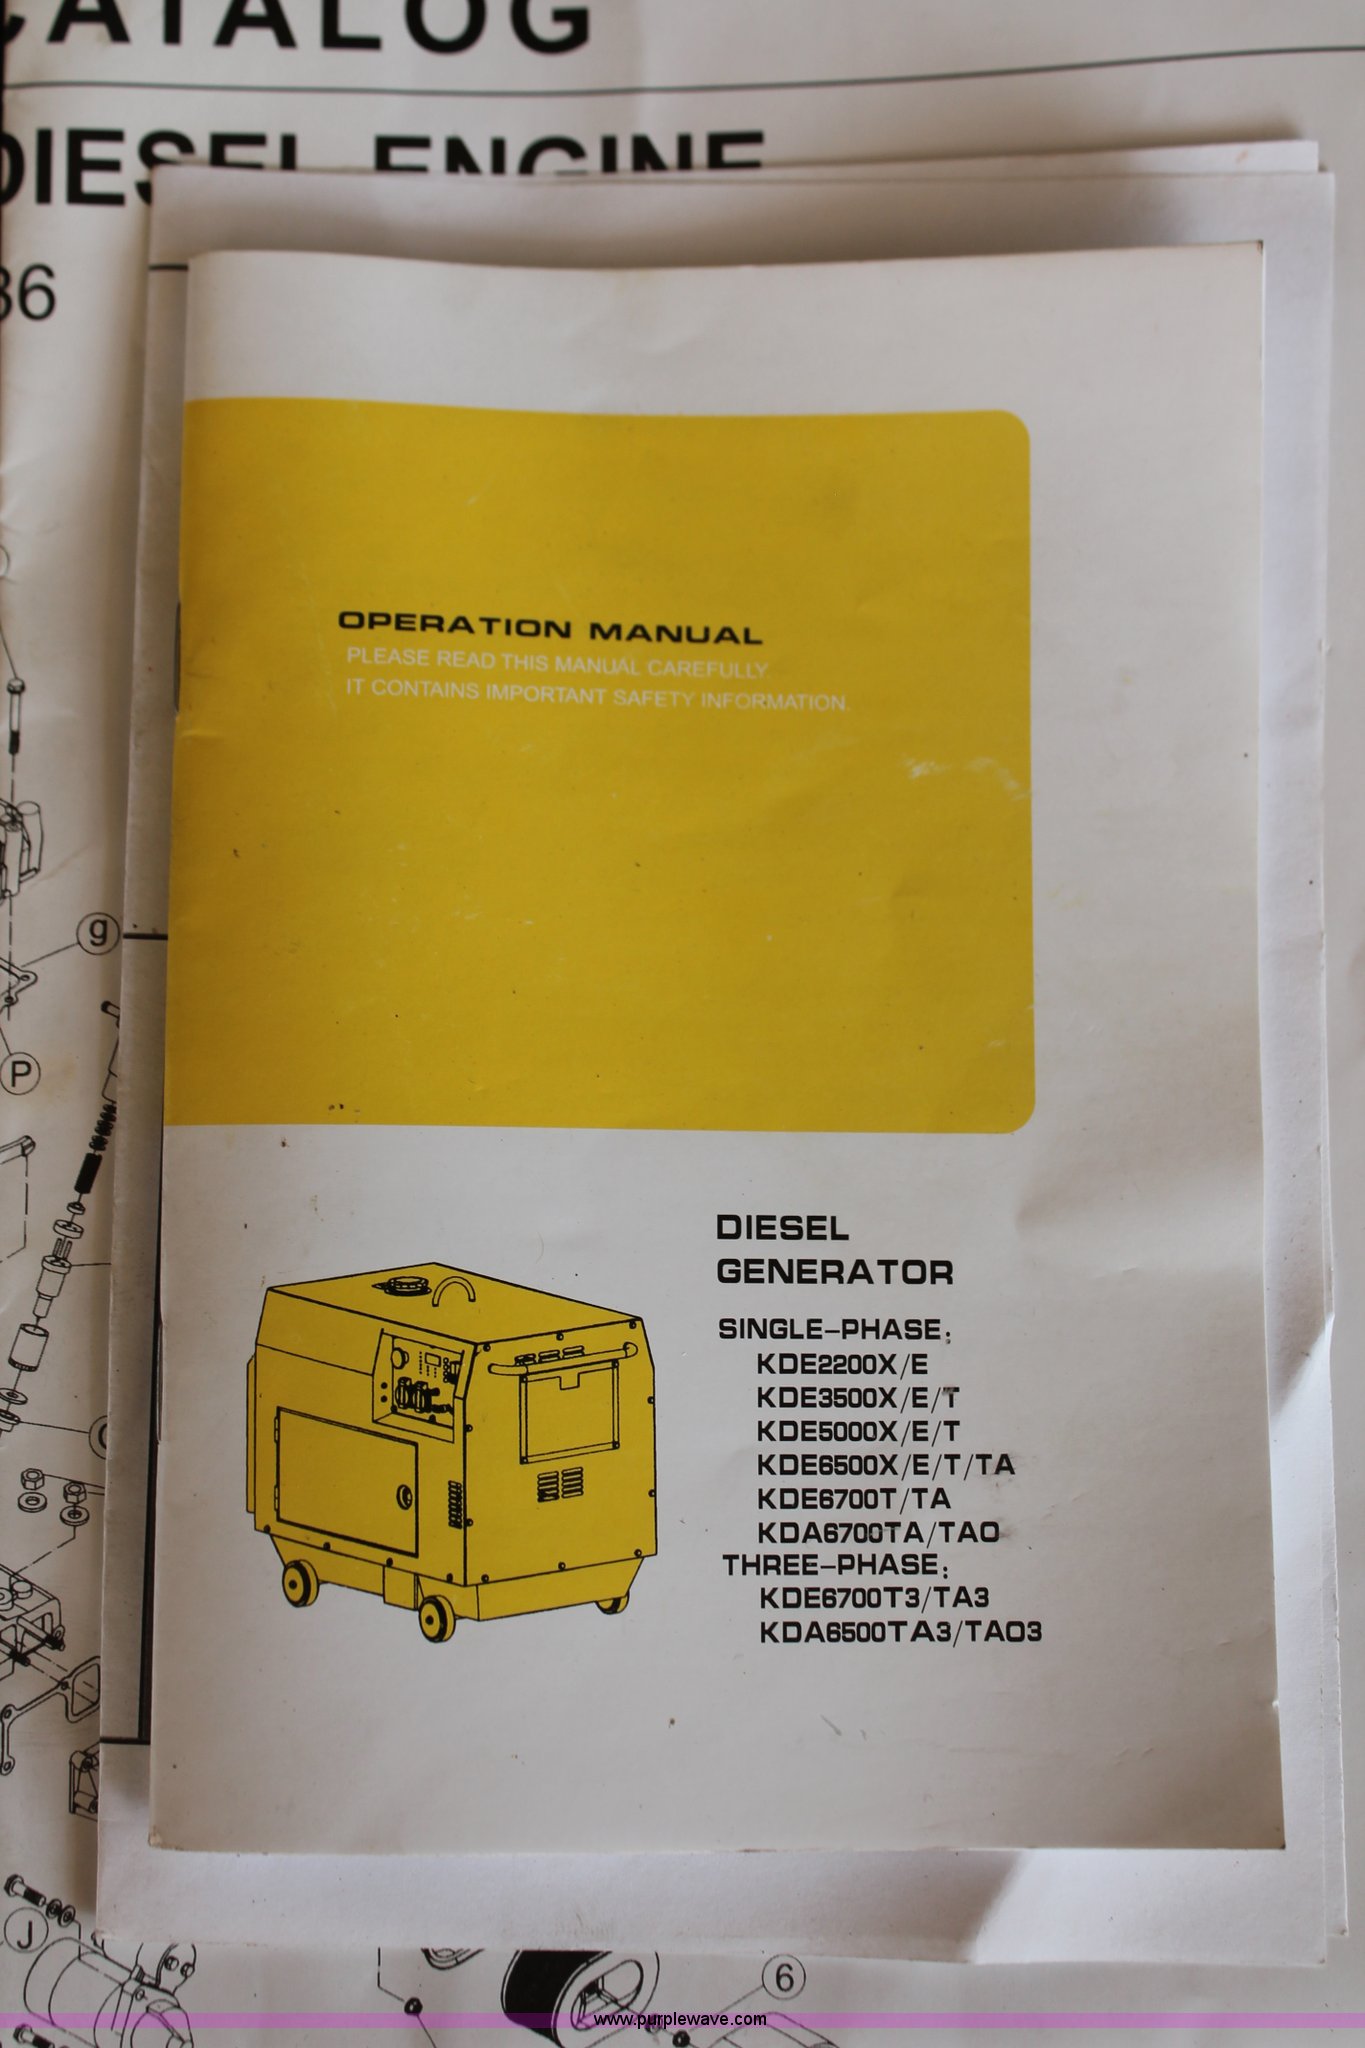 CATALOG
DIESEL ENGINE
86
OPERATION MANUAL
PLEASE READ THIS MANUAL CAREFULLY.
IT CONTAINS IMPORTANT SAFETY INFORMATION.
g
P
DIESEL
GENERATOR
SINGLE-PHASE:
KDE2200X/E
KDE3500X/E/T
KDE5000X/E/T
KDE6500X/E/T/TA
KDE6700T/TA
KDA6700TA/TAO
THREE-PHASE:
KDE6700T3/TA3
KDA6500TA3/TAO3
J
6
www.purplewave.com